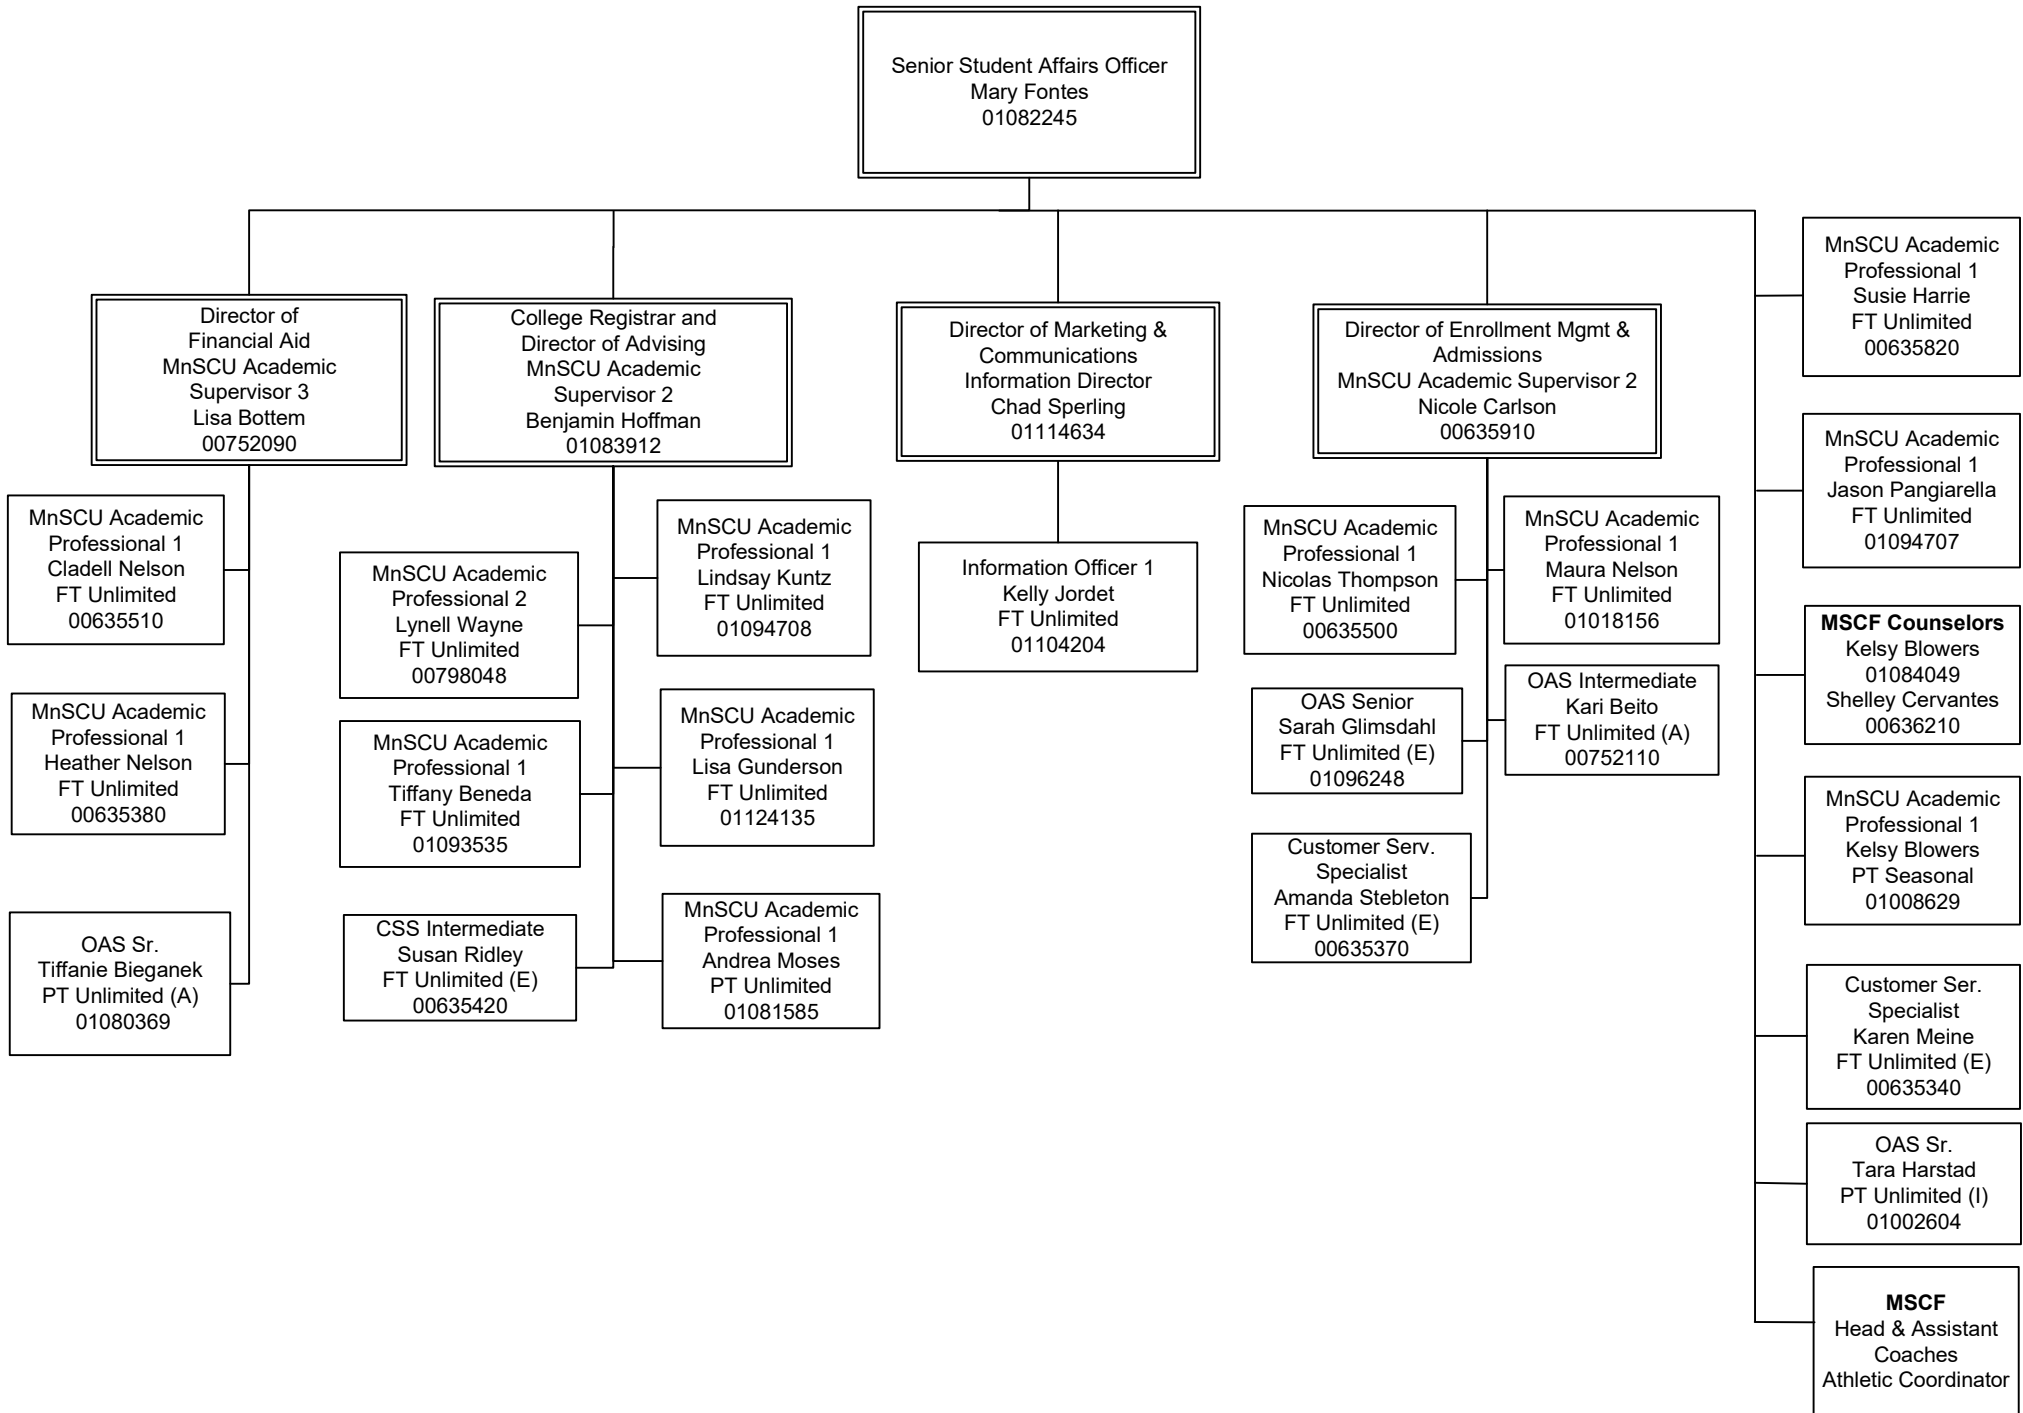 Senior Student Affairs Officer
Mary Fontes
01082245
Director of
Financial Aid
MnSCU Academic
Supervisor 3
Lisa Bottem
00752090
MnSCU Academic
Professional 1
Cladell Nelson
FT Unlimited
00635510
MnSCU Academic
Professional 1
Heather Nelson
FT Unlimited
00635380
OAS Sr.
Tiffanie Bieganek
PT Unlimited (A)
01080369
College Registrar and
Director of Advising
MnSCU Academic
Supervisor 2
Benjamin Hoffman
01083912
MnSCU Academic
Professional 2
Lynell Wayne
FT Unlimited
00798048
MnSCU Academic
Professional 1
Tiffany Beneda
FT Unlimited
01093535
CSS Intermediate
Susan Ridley
FT Unlimited (E)
00635420
MnSCU Academic
Professional 1
Lindsay Kuntz
FT Unlimited
01094708
MnSCU Academic
Professional 1
Lisa Gunderson
FT Unlimited
01124135
MnSCU Academic
Professional 1
Andrea Moses
PT Unlimited
01081585
Director of Marketing &
Communications
Information Director
Chad Sperling
01114634
Information Officer 1
Kelly Jordet
FT Unlimited
01104204
Director of Enrollment Mgmt &
Admissions
MnSCU Academic Supervisor 2
Nicole Carlson
00635910
MnSCU Academic
Professional 1
Nicolas Thompson
FT Unlimited
00635500
OAS Senior
Sarah Glimsdahl
FT Unlimited (E)
01096248
Customer Serv.
Specialist
Amanda Stebleton
FT Unlimited (E)
00635370
MnSCU Academic
Professional 1
Maura Nelson
FT Unlimited
01018156
OAS Intermediate
Kari Beito
FT Unlimited (A)
00752110
MnSCU Academic
Professional 1
Susie Harrie
FT Unlimited
00635820
MnSCU Academic
Professional 1
Jason Pangiarella
FT Unlimited
01094707
MSCF Counselors
Kelsy Blowers
01084049
Shelley Cervantes
00636210
MnSCU Academic
Professional 1
Kelsy Blowers
PT Seasonal
01008629
Customer Ser.
Specialist
Karen Meine
FT Unlimited (E)
00635340
OAS Sr.
Tara Harstad
PT Unlimited (I)
01002604
MSCF
Head & Assistant
Coaches
Athletic Coordinator